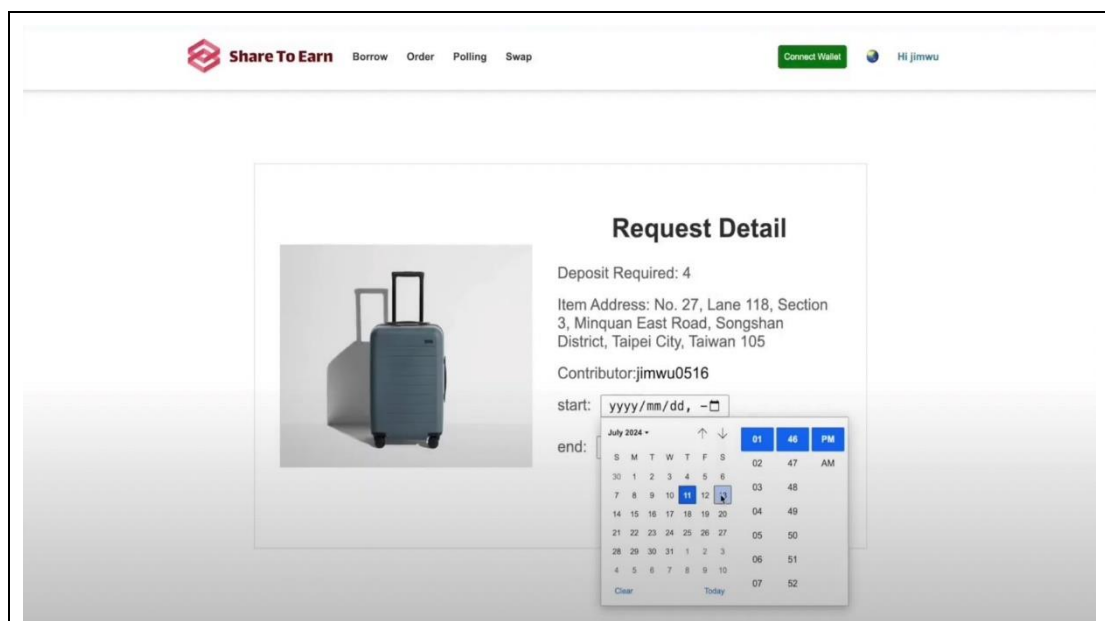 Share To Earn Borrow Order Polling Swap Connect Wallet Hi jimwu
Request Detail
Deposit Required: 4
Item Address: No. 27, Lane 118, Section
3, Minquan East Road, Songshan
District, Taipei City, Taiwan 105
Contributor:jimwu0516
start: yyyy/mm/dd, -
end:
July 2024 01 46 PM
S M T W T F S 02 47 AM
30 1 2 3 4 5 6
7 8 9 10 11 12 03 48
14 15 16 17 18 19 20 04 49
21 22 23 24 25 26 27 05 50
28 29 30 31 1 2 3 06 51
4 5 6 7 8 9 10
Clear Today 07 52